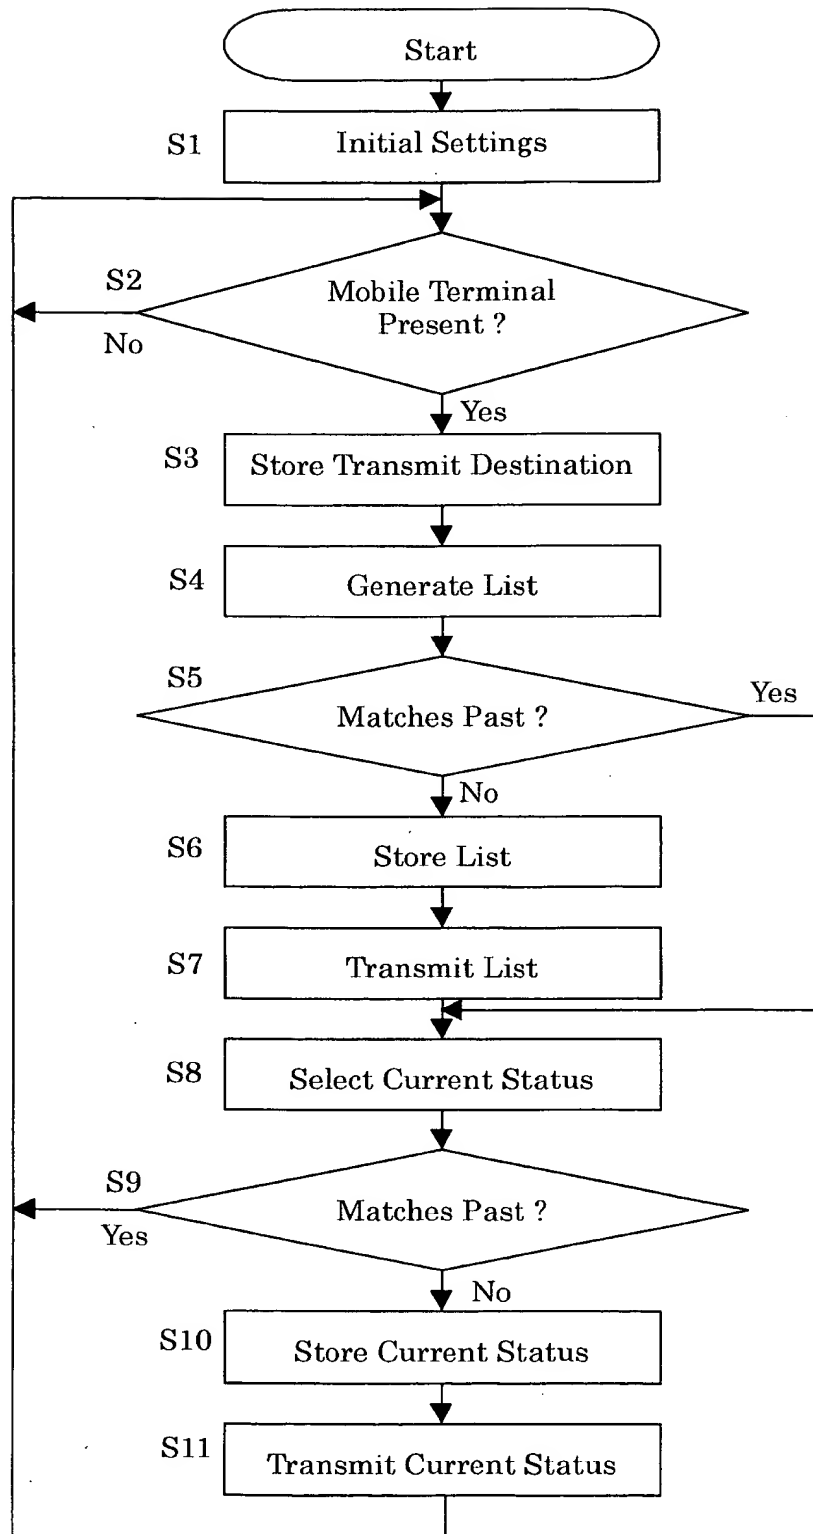 Start
S1
Initial Settings
S2
Mobile Terminal
Present ?
No
Yes
S3
Store Transmit Destination
S4
Generate List
S5
Matches Past ?
Yes
No
S6
Store List
S7
Transmit List
S8
Select Current Status
S9
Matches Past ?
Yes
No
S10
Store Current Status
S11
Transmit Current Status